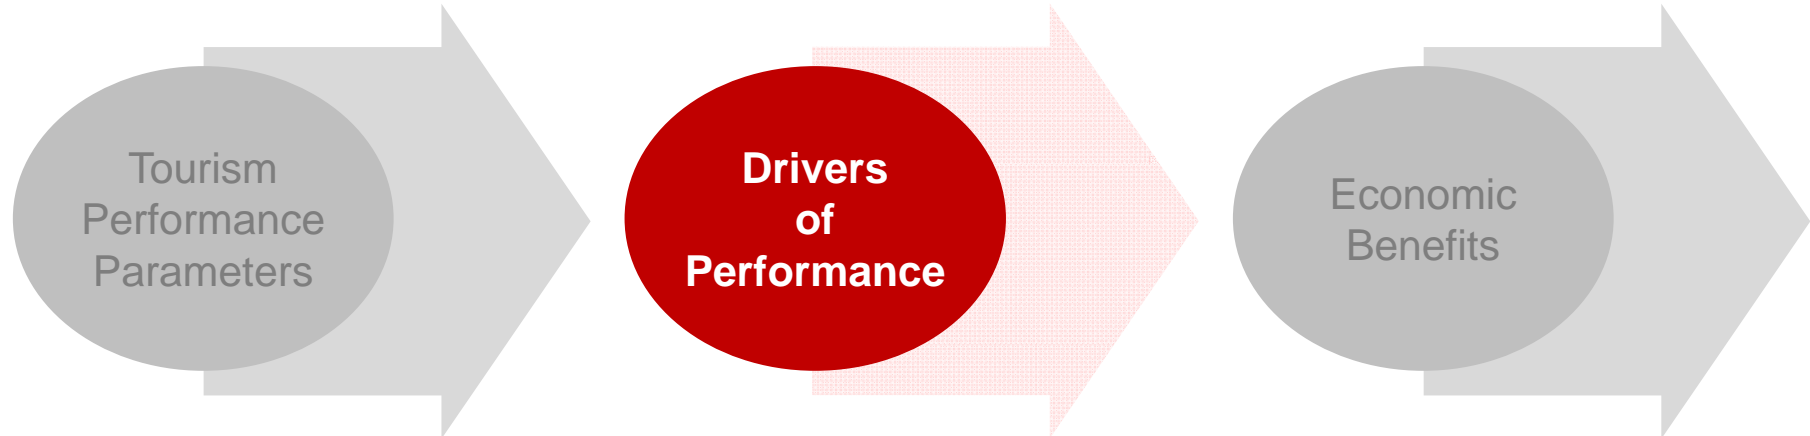 Tourism
Performance
Parameters
Drivers
of
Performance
Economic
Benefits